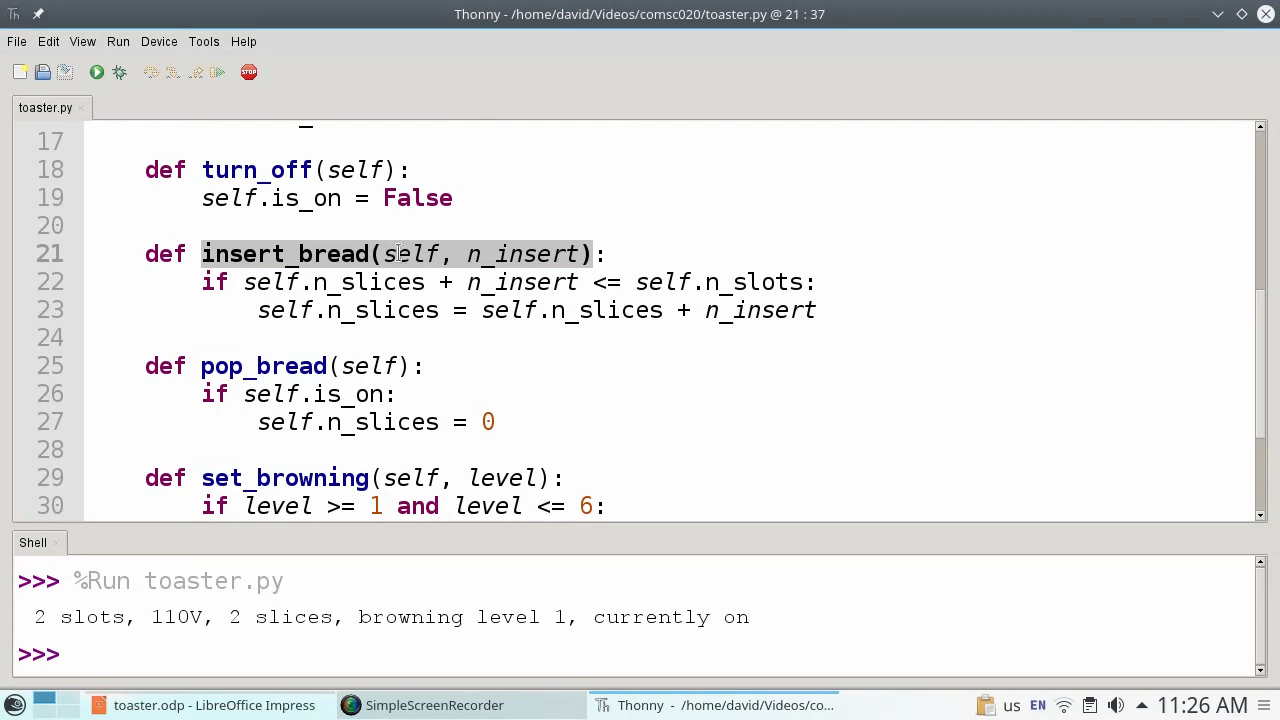 Thonny - /home/david/Videos/comsc020/toaster.py @ 21 : 37
File Edit View Run Device Tools Help
STOP
toaster.py
17
18 def turn_off(self):
19 self.is_on = False
20
21 def insert_bread(self, n_insert):
22 if self.n_slices + n_insert <= self.n_slots:
23 self.n_slices = self.n_slices + n_insert
24
25 def pop_bread(self):
26 if self.is_on:
27 self.n_slices = 0
28
29 def set_browning(self, level):
30 if level >= 1 and level <= 6:
Shell
>>> %Run toaster.py
2 slots, 110V, 2 slices, browning level 1, currently on
>>>
toaster.odp - LibreOffice Impress SimpleScreenRecorder Th Thonny - /home/david/Videos/co... us EN 11:26 AM